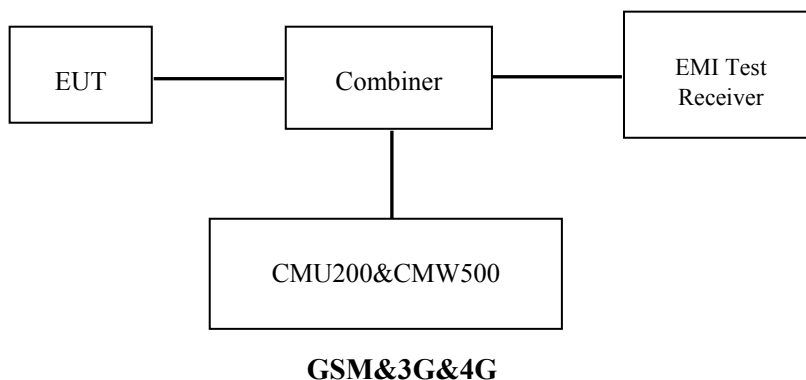 EUT
Combiner
EMI Test
Receiver
CMU200&CMW500
GSM&3G&4G